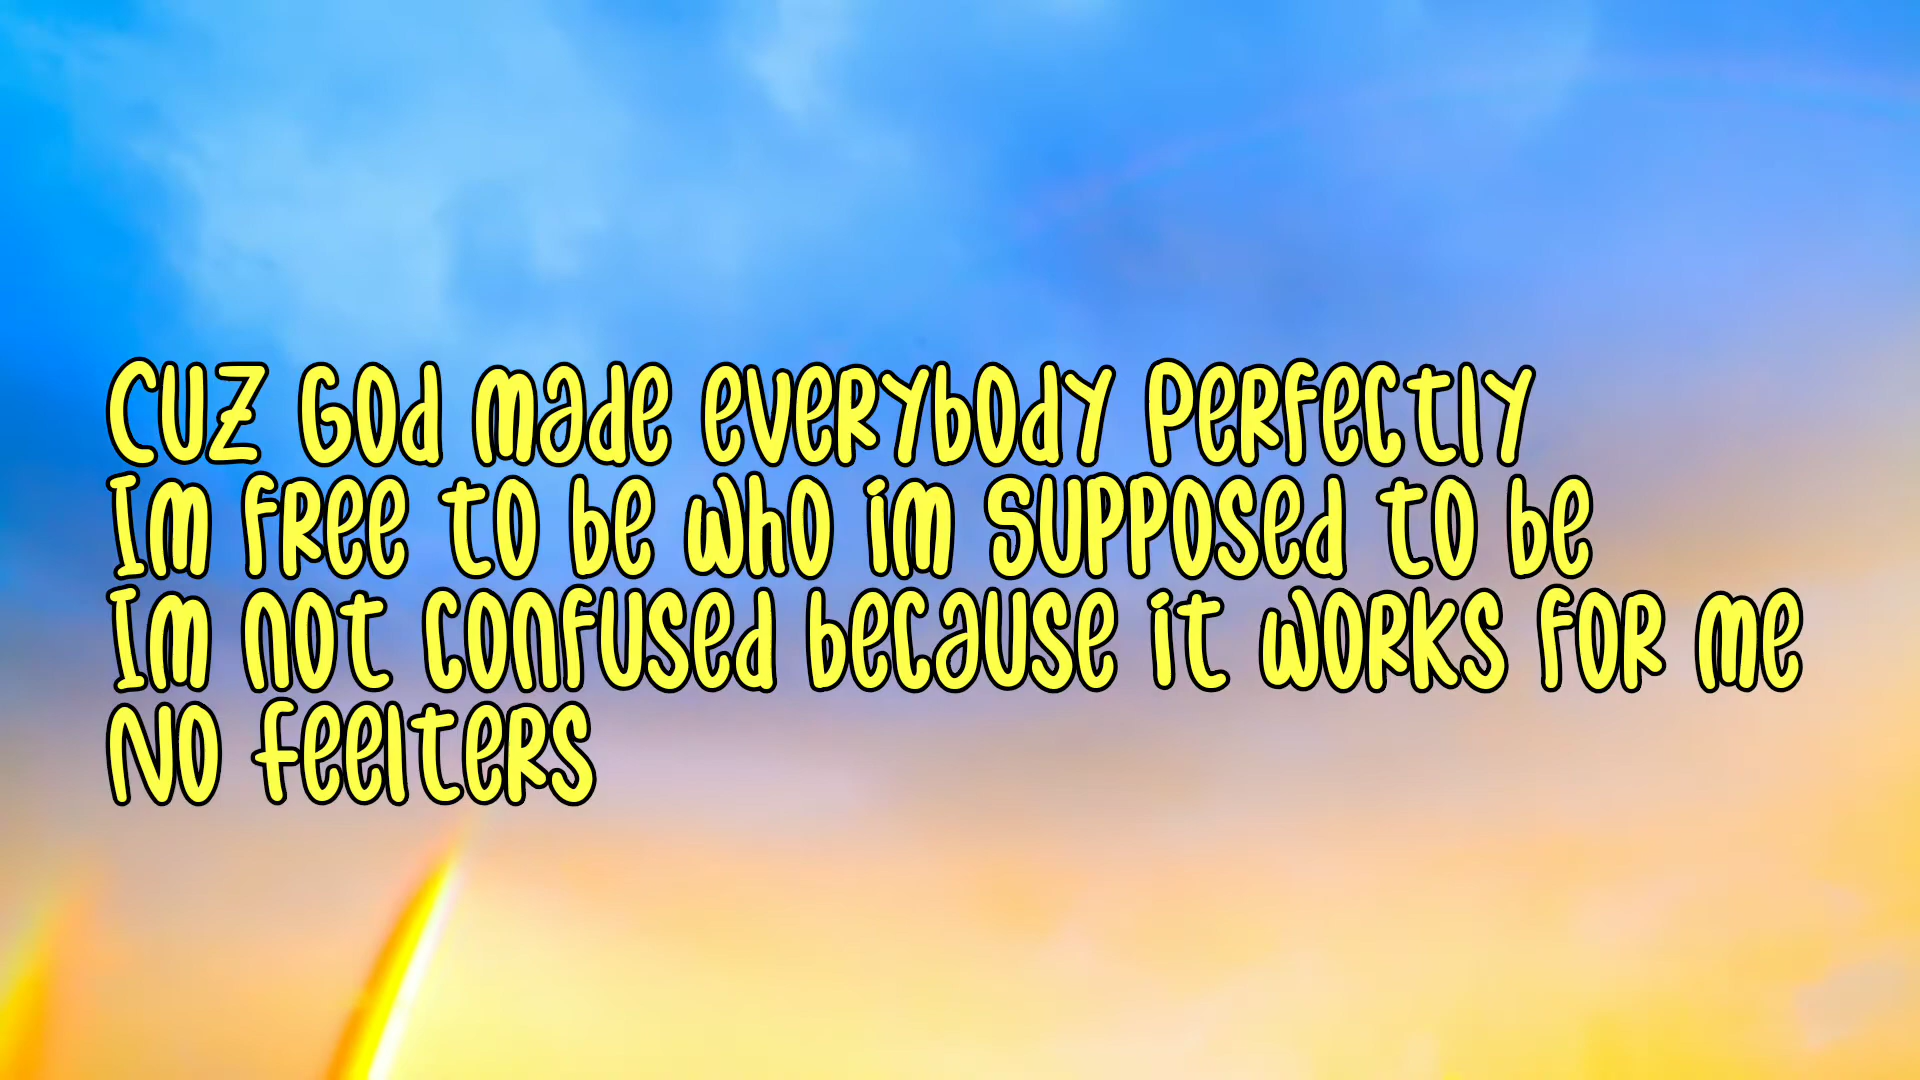 Cuz God made everybody perfectly
Im free to be who im supposed to be
Im not confused because it works for me
No feelters